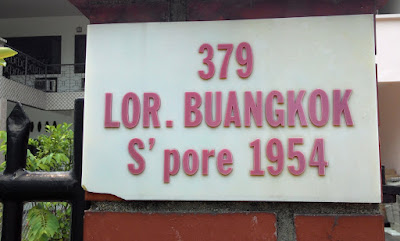 379
LOR. BUANGKOK
S'pore 1954